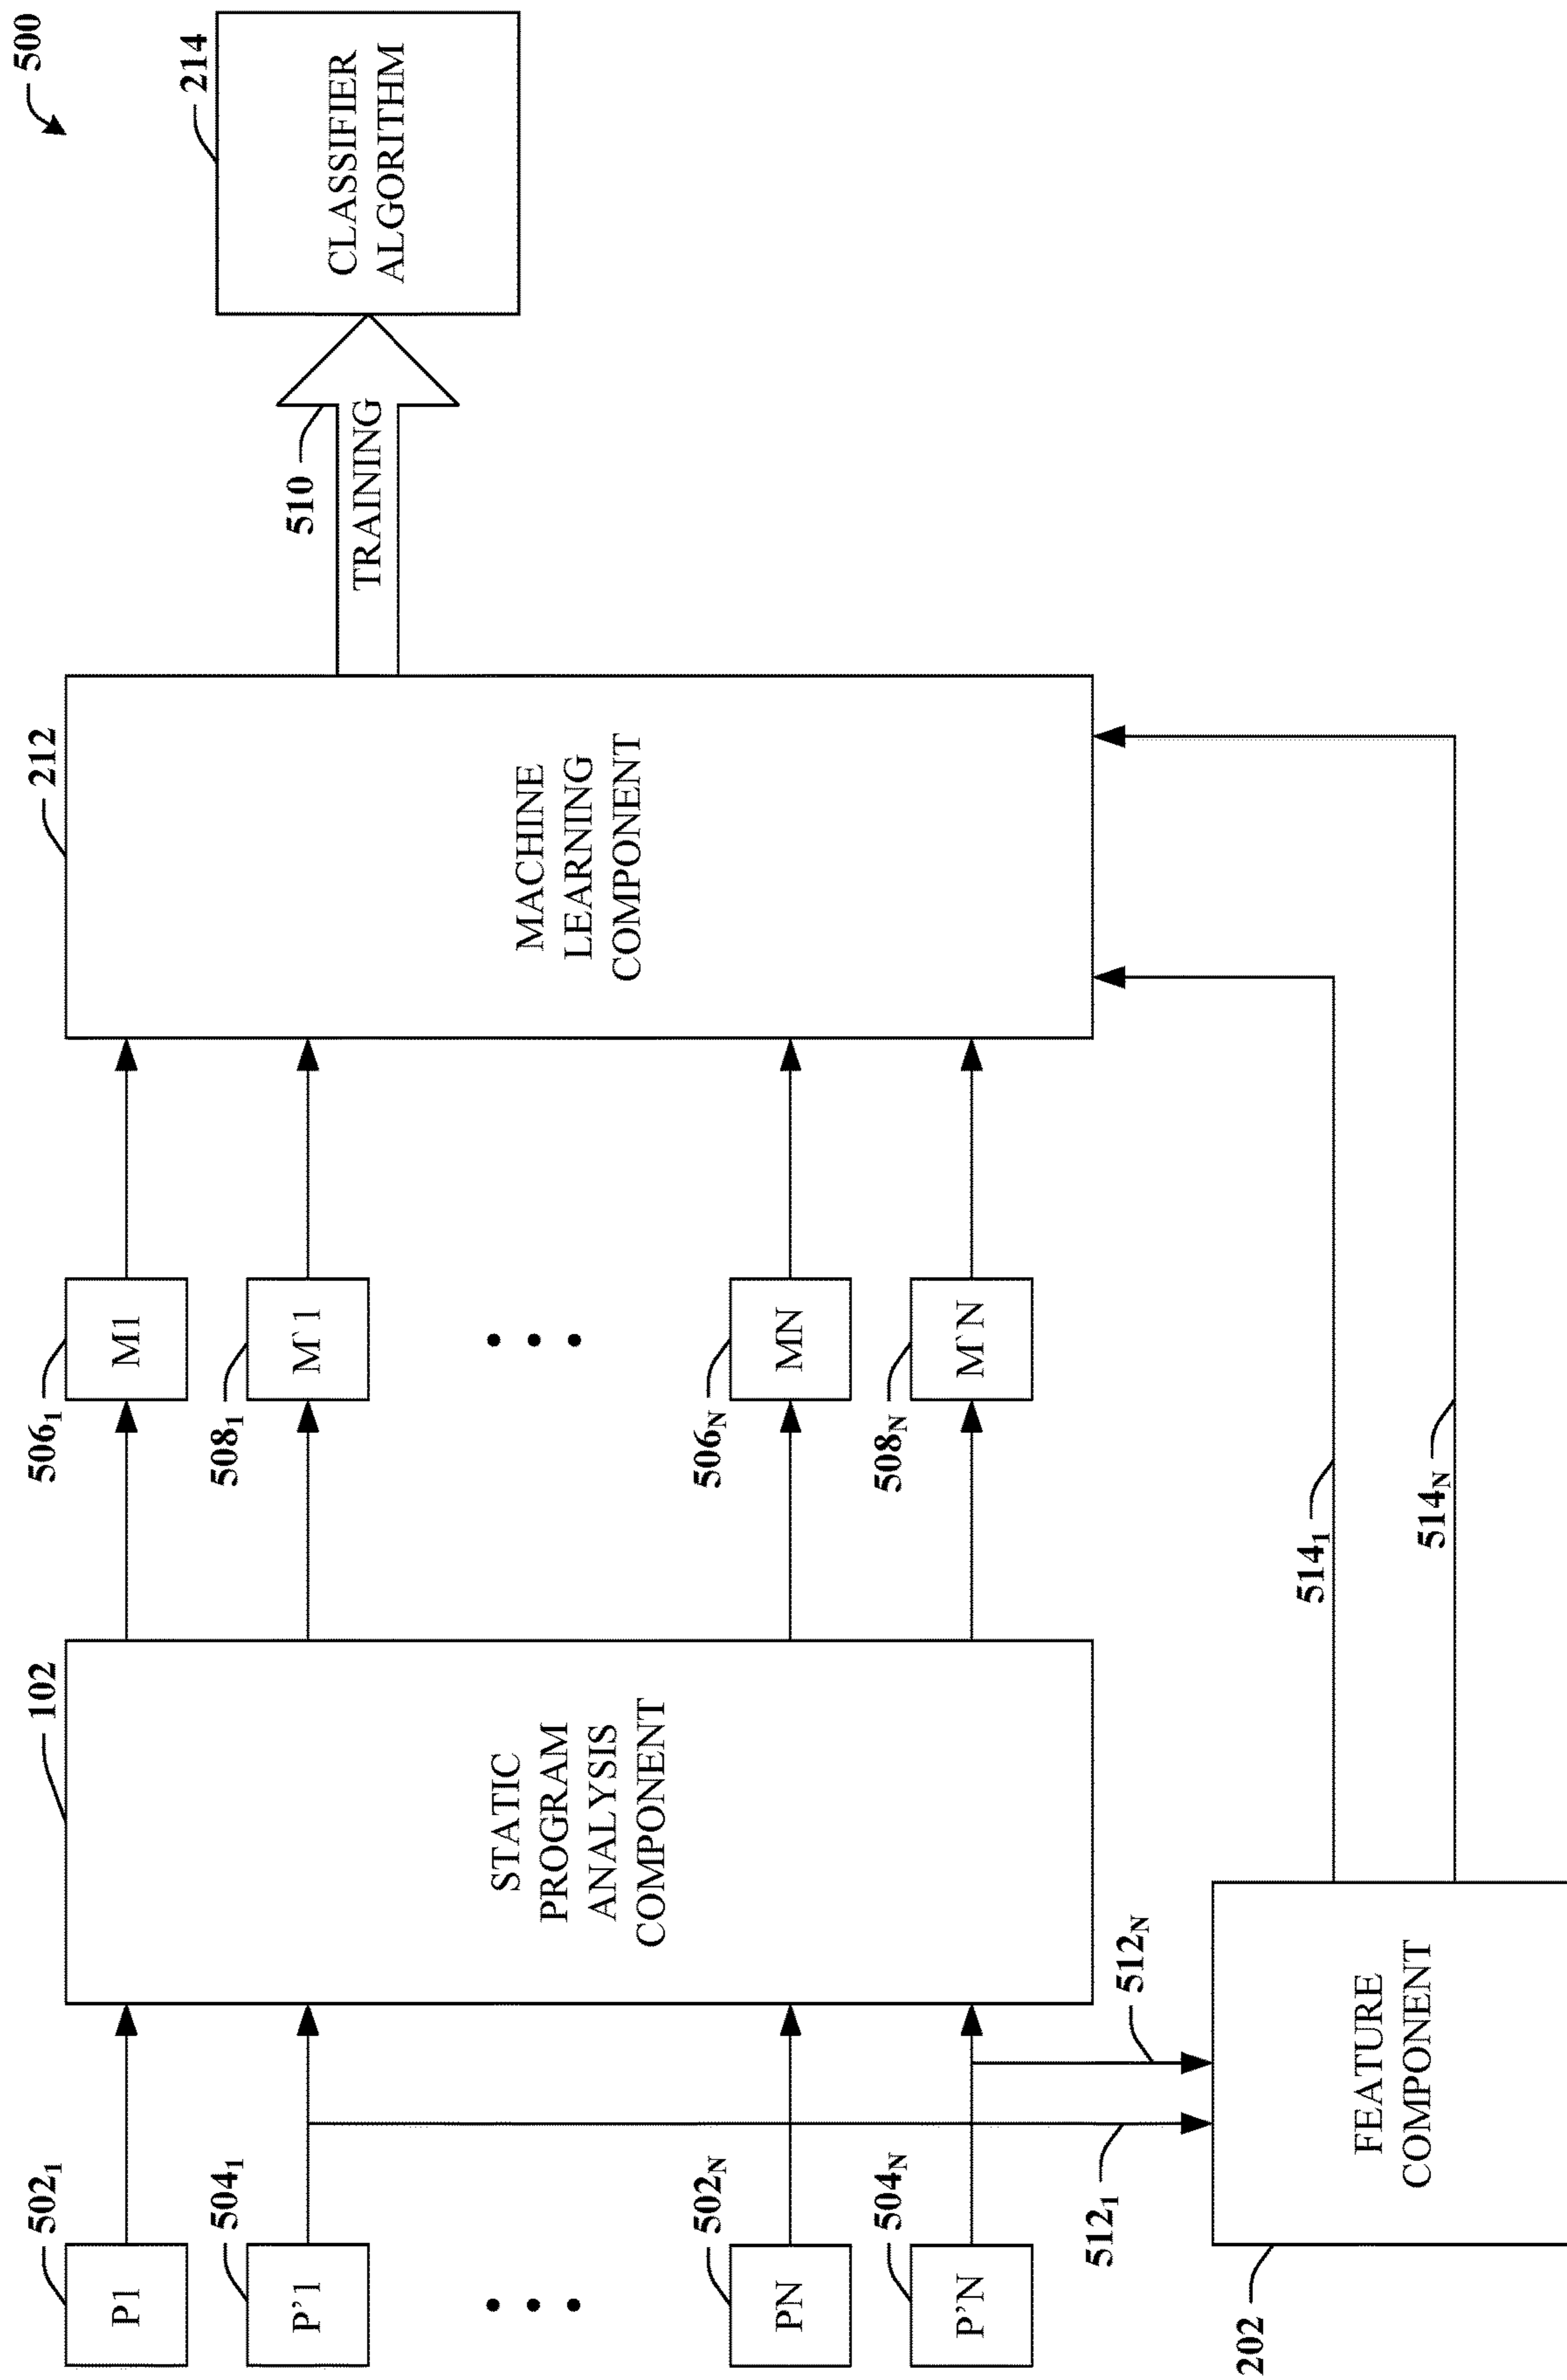 500
214
CLASSIFIER
ALGORITHM
510
TRAINING
212
MACHINE
LEARNING
COMPONENT
506₁
M1
508₁
M`1
506N
MN
508N
M`N
102
STATIC
PROGRAM
ANALYSIS
COMPONENT
514₁
514N
502₁
P1
504₁
P’1
502N
PN
504N
P’N
512₁
512N
202
FEATURE
COMPONENT